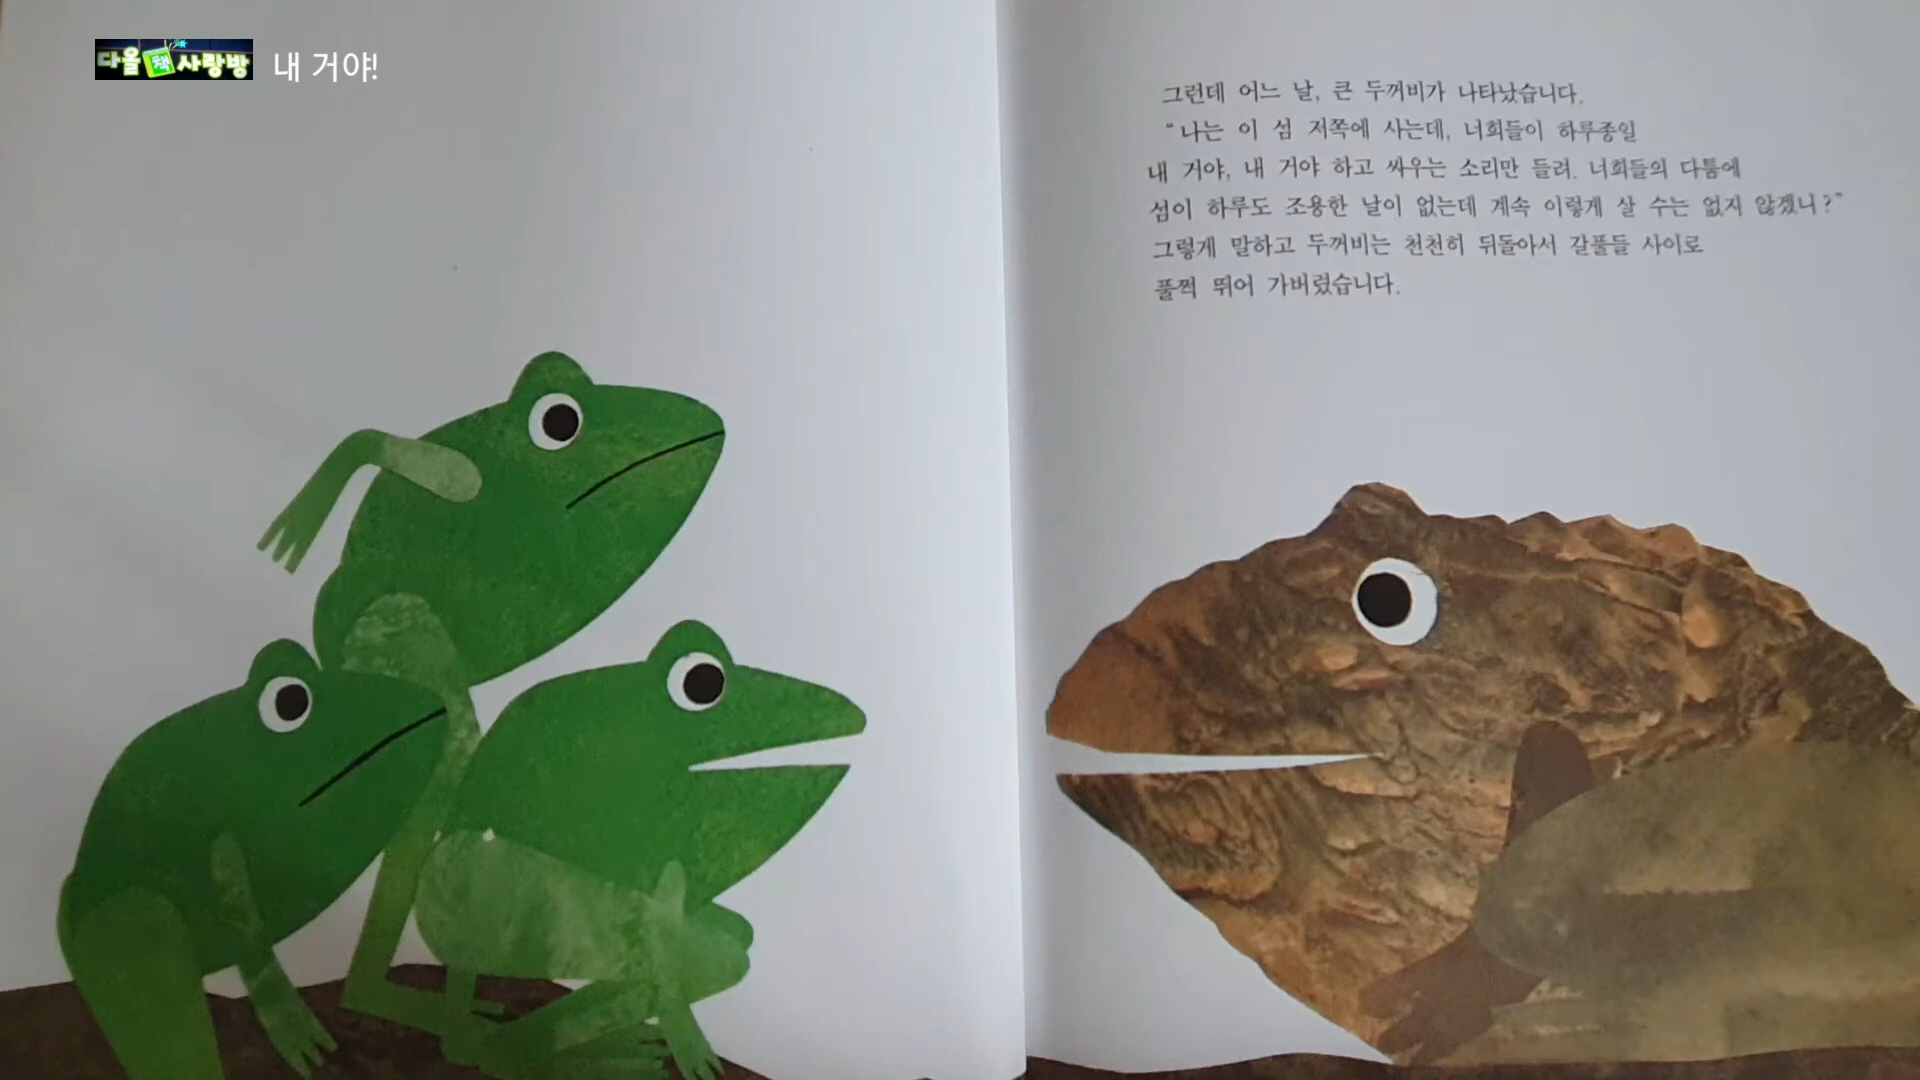 다올 책 사랑방
내 거야!
그런데 어느 날, 큰 두꺼비가 나타났습니다.
"나는 이 섬 저쪽에 사는데, 너희들이 하루종일
내 거야, 내 거야 하고 싸우는 소리만 들려. 너희들의 다툼에
섬이 하루도 조용한 날이 없는데 계속 이렇게 살 수는 없지 않겠니?"
그렇게 말하고 두꺼비는 천천히 뒤돌아서 갈풀들 사이로
풀쩍 뛰어 가버렸습니다.